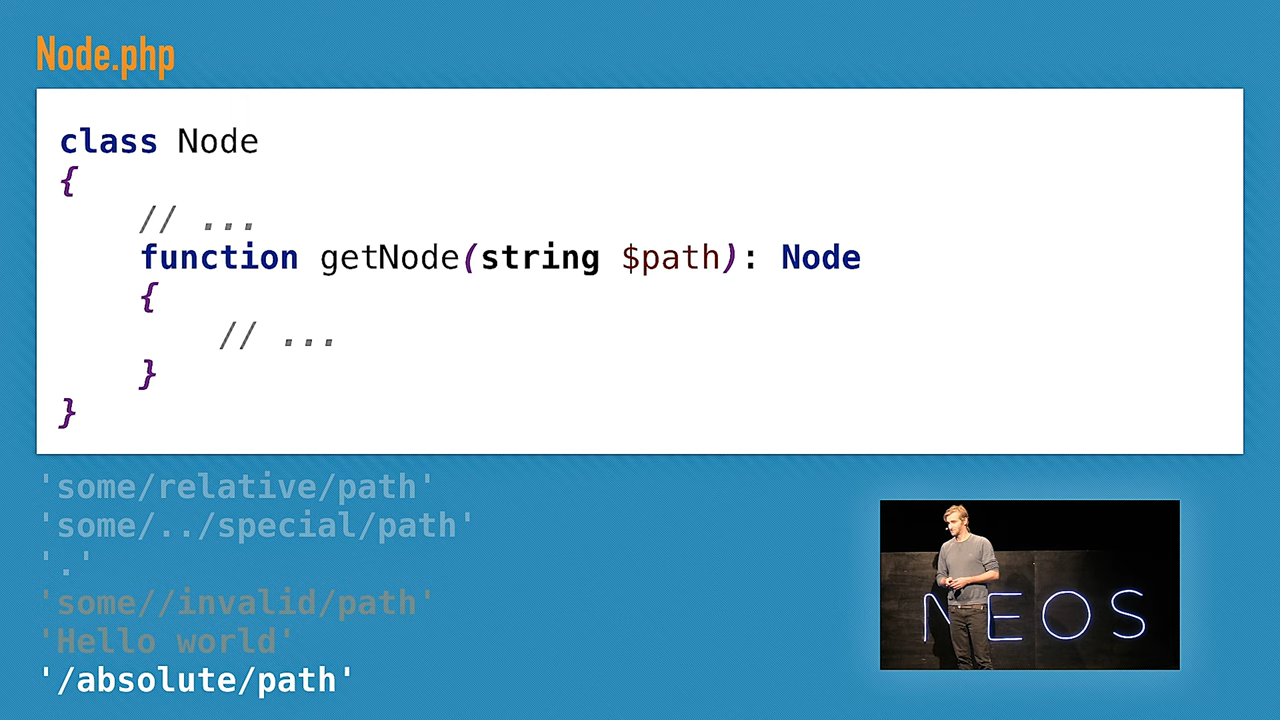 Node.php
class Node
{
    // ...
    function getNode(string $path): Node
    {
        // ...
    }
}
'some/relative/path'
'some/../special/path'
'.'
'some//invalid/path'
'Hello world'
'/absolute/path'
NEOS